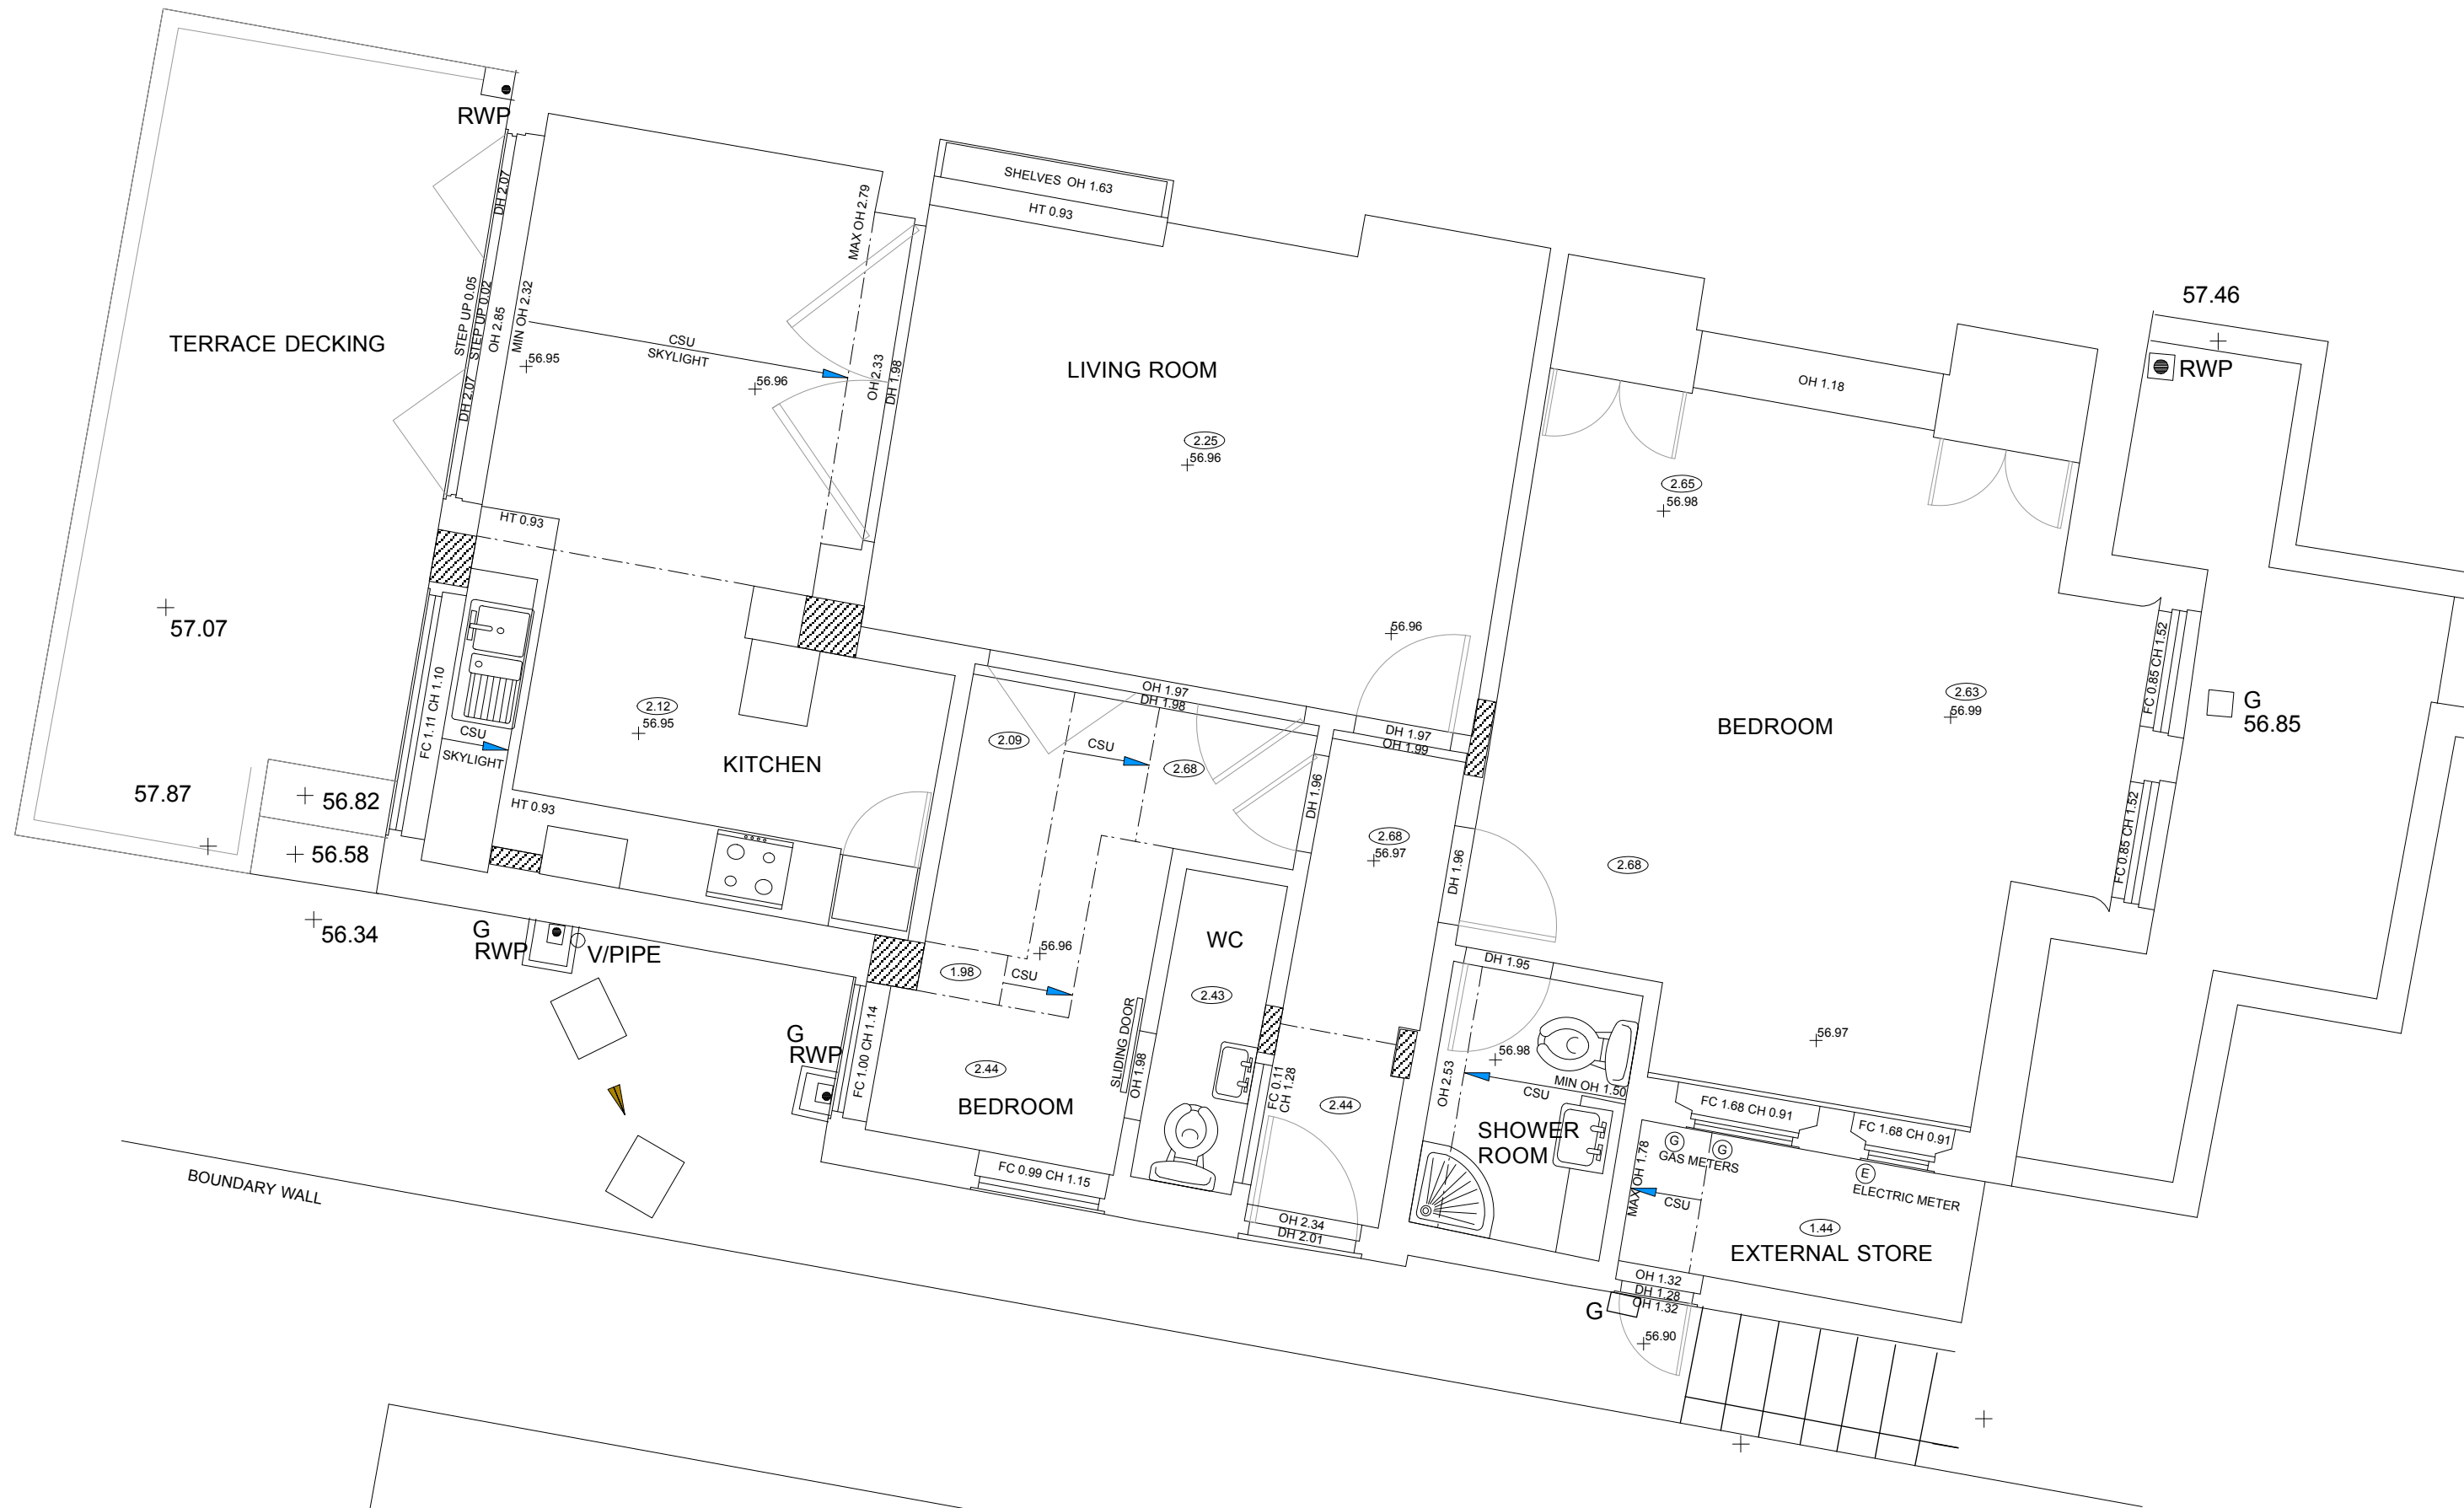 RWP
TERRACE DECKING
DH 2.07
STEP UP 0.05
STEP UP 0.02
OH 2.85
MIN OH 2.32
DH 2.07
56.95
CSU
SKYLIGHT
56.96
MAX OH 2.79
OH 2.33
DH 1.98
SHELVES OH 1.63
HT 0.93
LIVING ROOM
2.25
56.96
56.96
57.46
RWP
OH 1.18
2.65
56.98
2.63
56.99
BEDROOM
FC 0.85 CH 1.52
FC 0.85 CH 1.52
G
56.85
57.07
57.87
56.82
56.58
56.34
HT 0.93
FC 1.11 CH 1.10
CSU
SKYLIGHT
2.12
56.95
KITCHEN
HT 0.93
OH 1.97
DH 1.98
2.09
CSU
2.68
DH 1.96
DH 1.97
OH 1.99
2.68
56.97
DH 1.96
2.68
G
RWP
V/PIPE
G
RWP
56.96
1.98
CSU
FC 1.00 CH 1.14
2.44
BEDROOM
SLIDING DOOR
OH 1.98
FC 0.99 CH 1.15
WC
2.43
FC 0.11
CH 1.28
2.44
OH 2.34
DH 2.01
DH 1.95
OH 2.53
56.98
MIN OH 1.50
CSU
SHOWER
ROOM
56.97
FC 1.68 CH 0.91
FC 1.68 CH 0.91
G
G
GAS METERS
E
ELECTRIC METER
MAX OH 1.78
CSU
1.44
EXTERNAL STORE
OH 1.32
DH 1.28
OH 1.32
G
56.90
BOUNDARY WALL